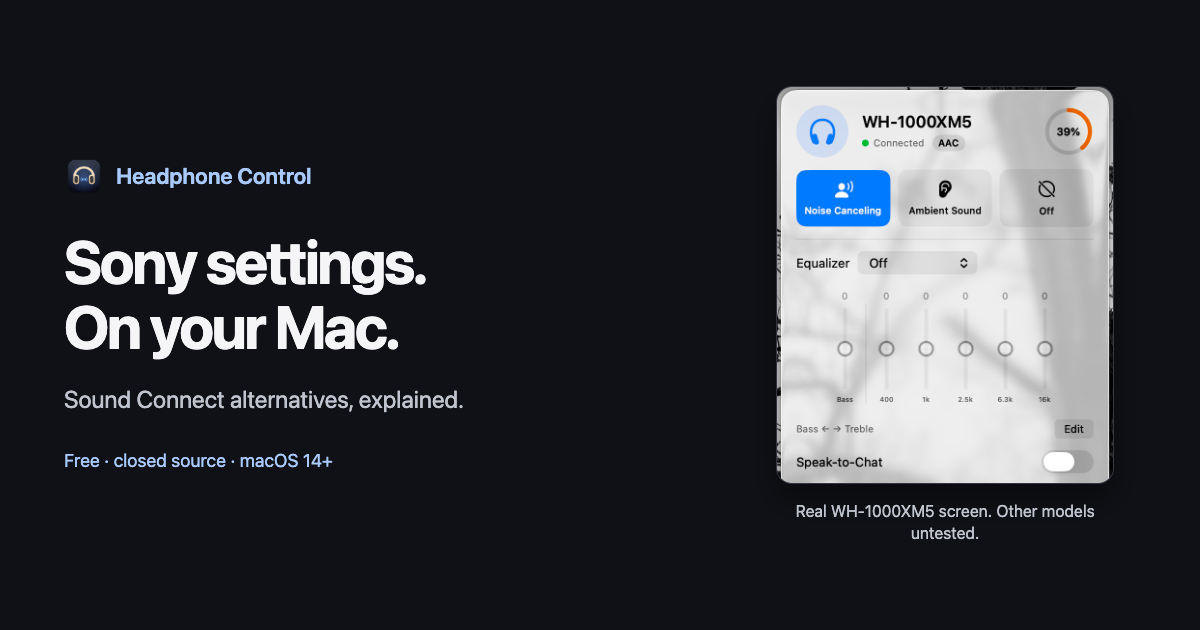 Headphone Control
Sony settings.
On your Mac.
Sound Connect alternatives, explained.
Free · closed source · macOS 14+
WH-1000XM5
Connected AAC
39%
Noise Canceling
Ambient Sound
Off
Equalizer Off
0 0 0 0 0 0
Bass 400 1k 2.5k 6.3k 16k
Bass ← → Treble
Edit
Speak-to-Chat
Real WH-1000XM5 screen. Other models
untested.